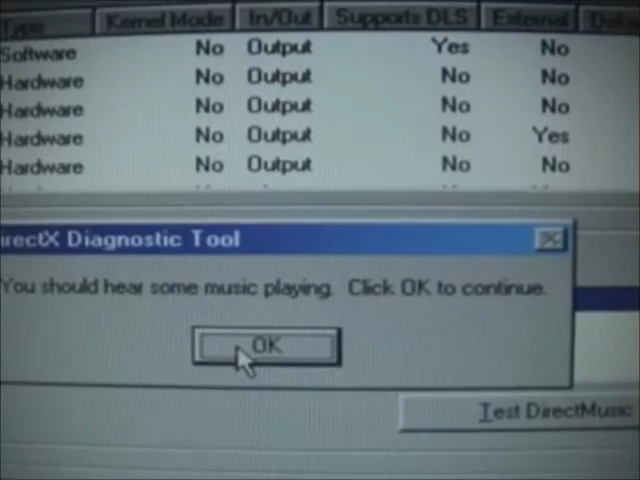 Type Kernel Mode In/Out Supports DLS External
Software No Output Yes No
Hardware No Output No No
Hardware No Output No No
Hardware No Output No Yes
Hardware No Output No No
irectX Diagnostic Tool
You should hear some music playing. Click OK to continue.
OK
Test DirectMusic